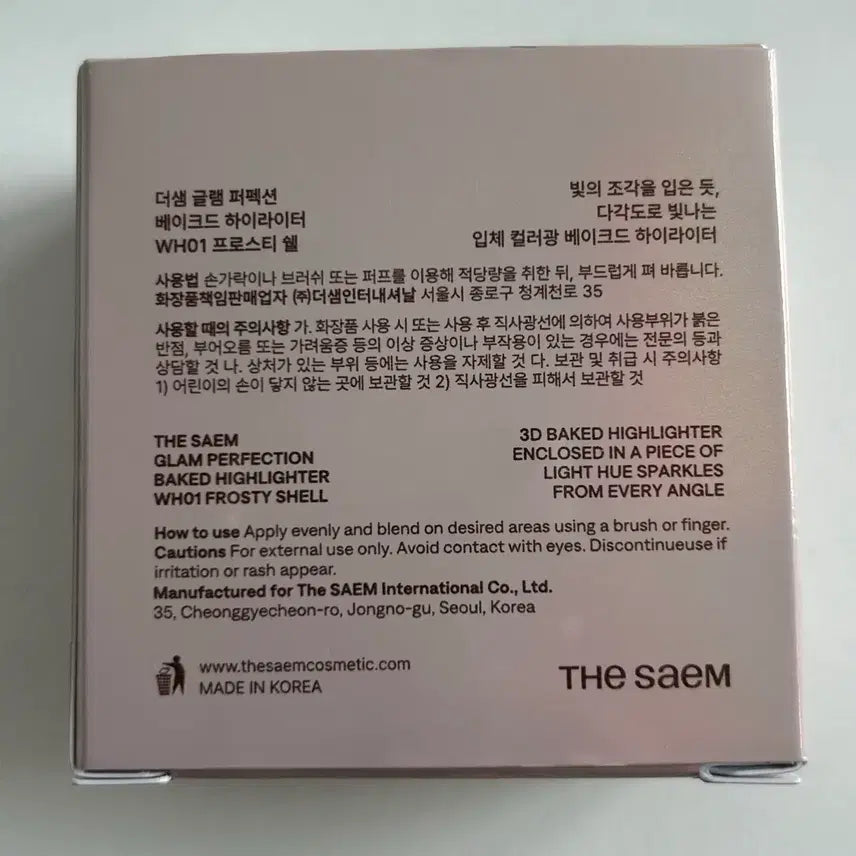 더샘 글램 퍼펙션
베이크드 하이라이터
WH01 프로스티 쉘
빛의 조각을 입은 듯,
다각도로 빛나는
입체 컬러광 베이크드 하이라이터
사용법 손가락이나 브러쉬 또는 퍼프를 이용해 적당량을 취한 뒤, 부드럽게 펴 바릅니다.
화장품책임판매업자 (주)더샘인터내셔날 서울시 종로구 청계천로 35
사용할 때의 주의사항 가. 화장품 사용 시 또는 사용 후 직사광선에 의하여 사용부위가 붉은
반점, 부어오름 또는 가려움증 등의 이상 증상이나 부작용이 있는 경우에는 전문의 등과
상담할 것 나. 상처가 있는 부위 등에는 사용을 자제할 것 다. 보관 및 취급 시 주의사항
1) 어린이의 손이 닿지 않는 곳에 보관할 것 2) 직사광선을 피해서 보관할 것
THE SAEM
GLAM PERFECTION
BAKED HIGHLIGHTER
WH01 FROSTY SHELL
3D BAKED HIGHLIGHTER
ENCLOSED IN A PIECE OF
LIGHT HUE SPARKLES
FROM EVERY ANGLE
How to use Apply evenly and blend on desired areas using a brush or finger.
Cautions For external use only. Avoid contact with eyes. Discontinueuse if
irritation or rash appear.
Manufactured for The SAEM International Co., Ltd.
35, Cheonggyecheon-ro, Jongno-gu, Seoul, Korea
www.thesaemcosmetic.com
MADE IN KOREA
THe saeM